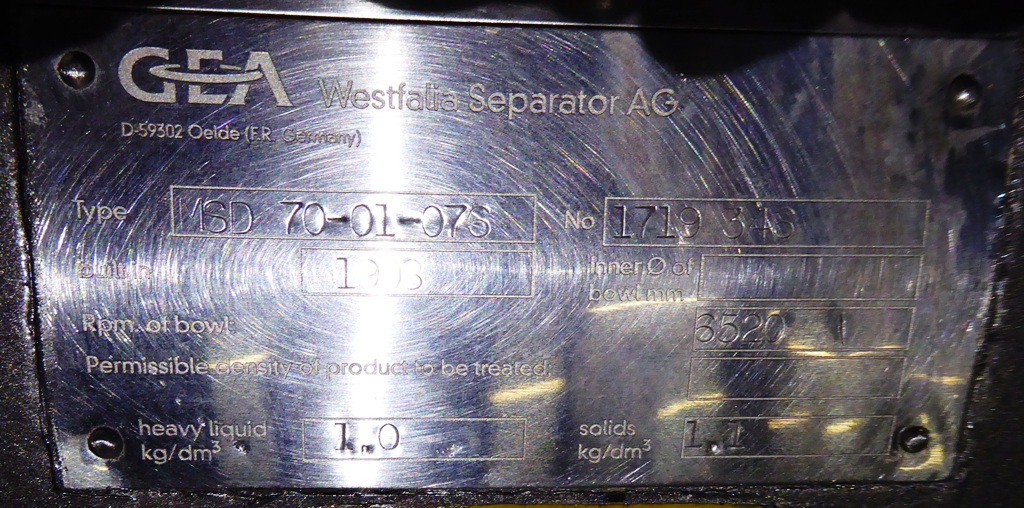 GEA Westfalia Separator AG
D-59302 Oelde (F.R. Germany)
Type MSD 70-01-076 No 1719 346
Built in Inner Ø of bowl mm
Rpm. of bowl: 6520
Permissible density of product to be treated:
heavy liquid kg/dm³ 1.0 solids kg/dm³ 1.1